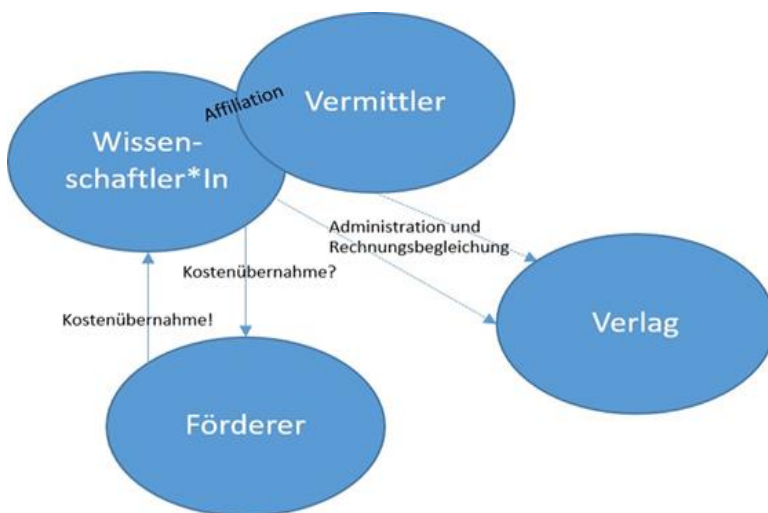 Affiliation
Vermittler
Wissen-
schaftler*In
Administration und
Rechnungsbegleichung
Kostenübernahme?
Kostenübernahme!
Verlag
Förderer